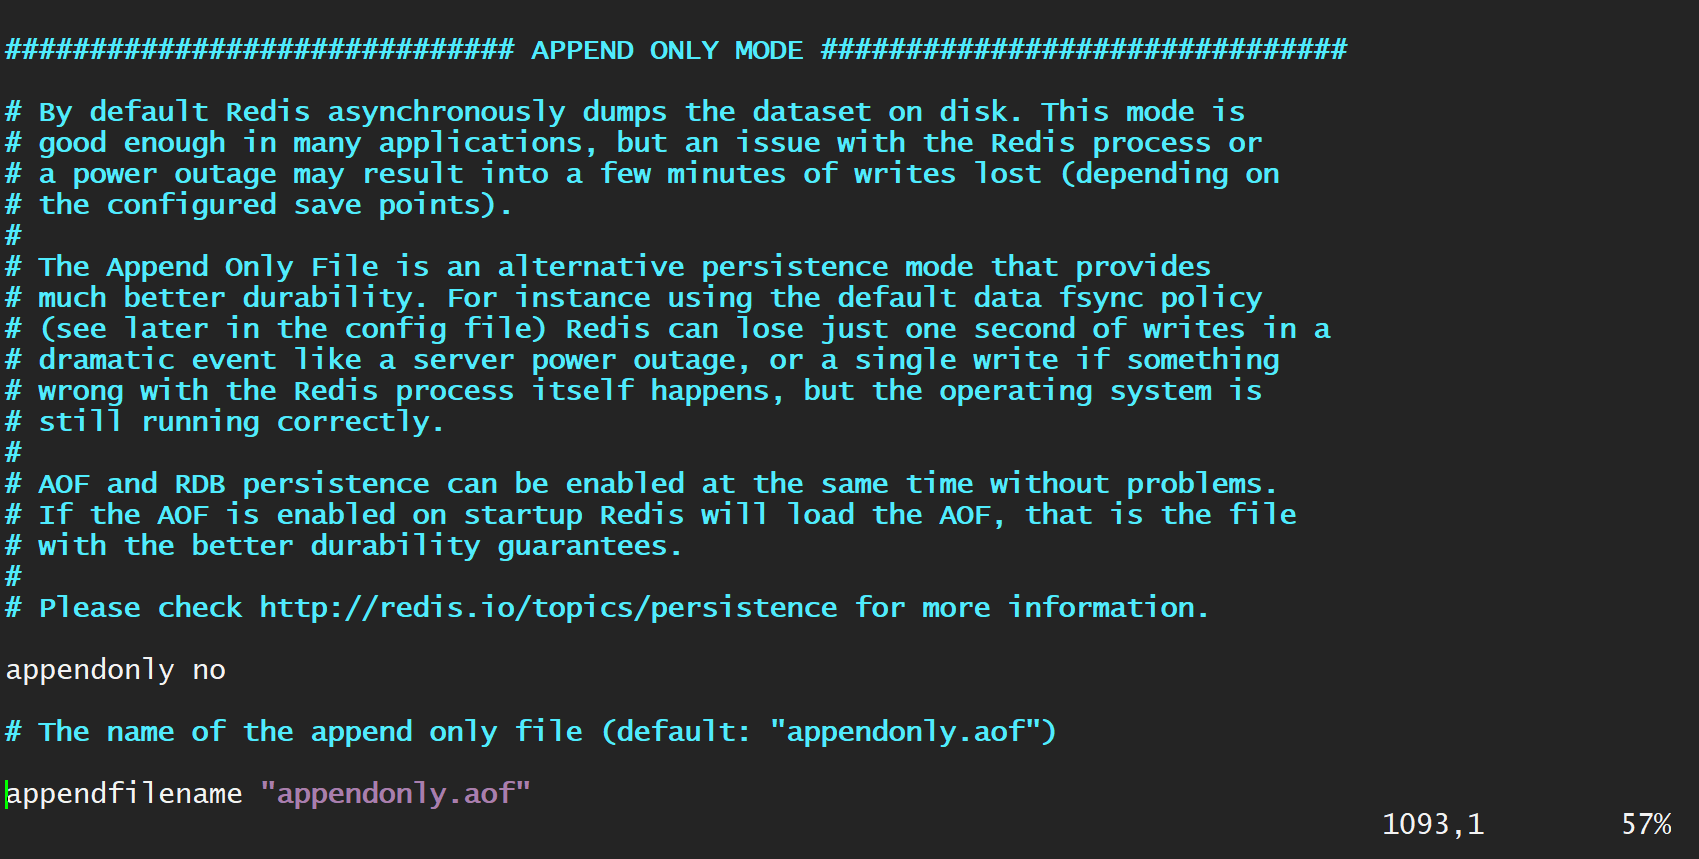 ############################## APPEND ONLY MODE ###############################
# By default Redis asynchronously dumps the dataset on disk. This mode is
# good enough in many applications, but an issue with the Redis process or
# a power outage may result into a few minutes of writes lost (depending on
# the configured save points).
#
# The Append Only File is an alternative persistence mode that provides
# much better durability. For instance using the default data fsync policy
# (see later in the config file) Redis can lose just one second of writes in a
# dramatic event like a server power outage, or a single write if something
# wrong with the Redis process itself happens, but the operating system is
# still running correctly.
#
# AOF and RDB persistence can be enabled at the same time without problems.
# If the AOF is enabled on startup Redis will load the AOF, that is the file
# with the better durability guarantees.
#
# Please check http://redis.io/topics/persistence for more information.
appendonly no
# The name of the append only file (default: "appendonly.aof")
appendfilename "appendonly.aof"
1093,1 57%